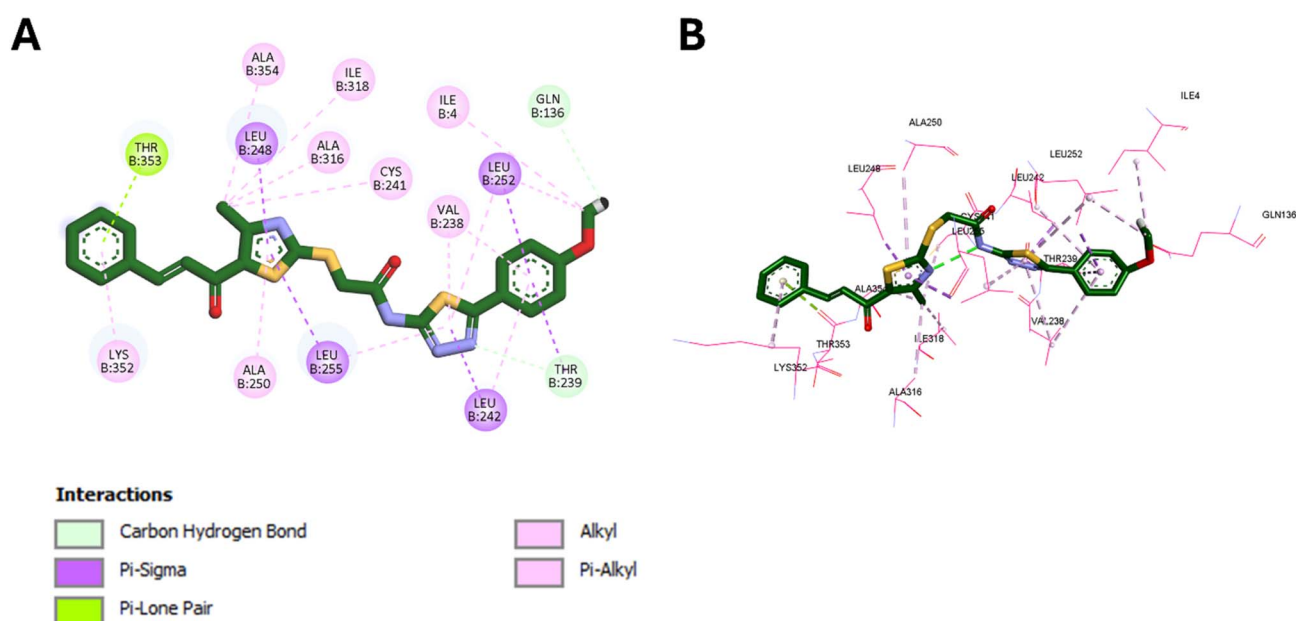 A
ALA
B:354
ILE
B:318
ILE
B:4
GLN
B:136
THR
B:353
LEU
B:248
ALA
B:316
CYS
B:241
LEU
B:252
VAL
B:238
LYS
B:352
ALA
B:250
LEU
B:255
LEU
B:242
THR
B:239
Interactions
Carbon Hydrogen Bond
Pi-Sigma
Pi-Lone Pair
Alkyl
Pi-Alkyl
B
ILE4
ALA250
LEU248
LEU252
LEU242
GLN136
THR239
VAL238
ILE318
THR353
LYS352
ALA316